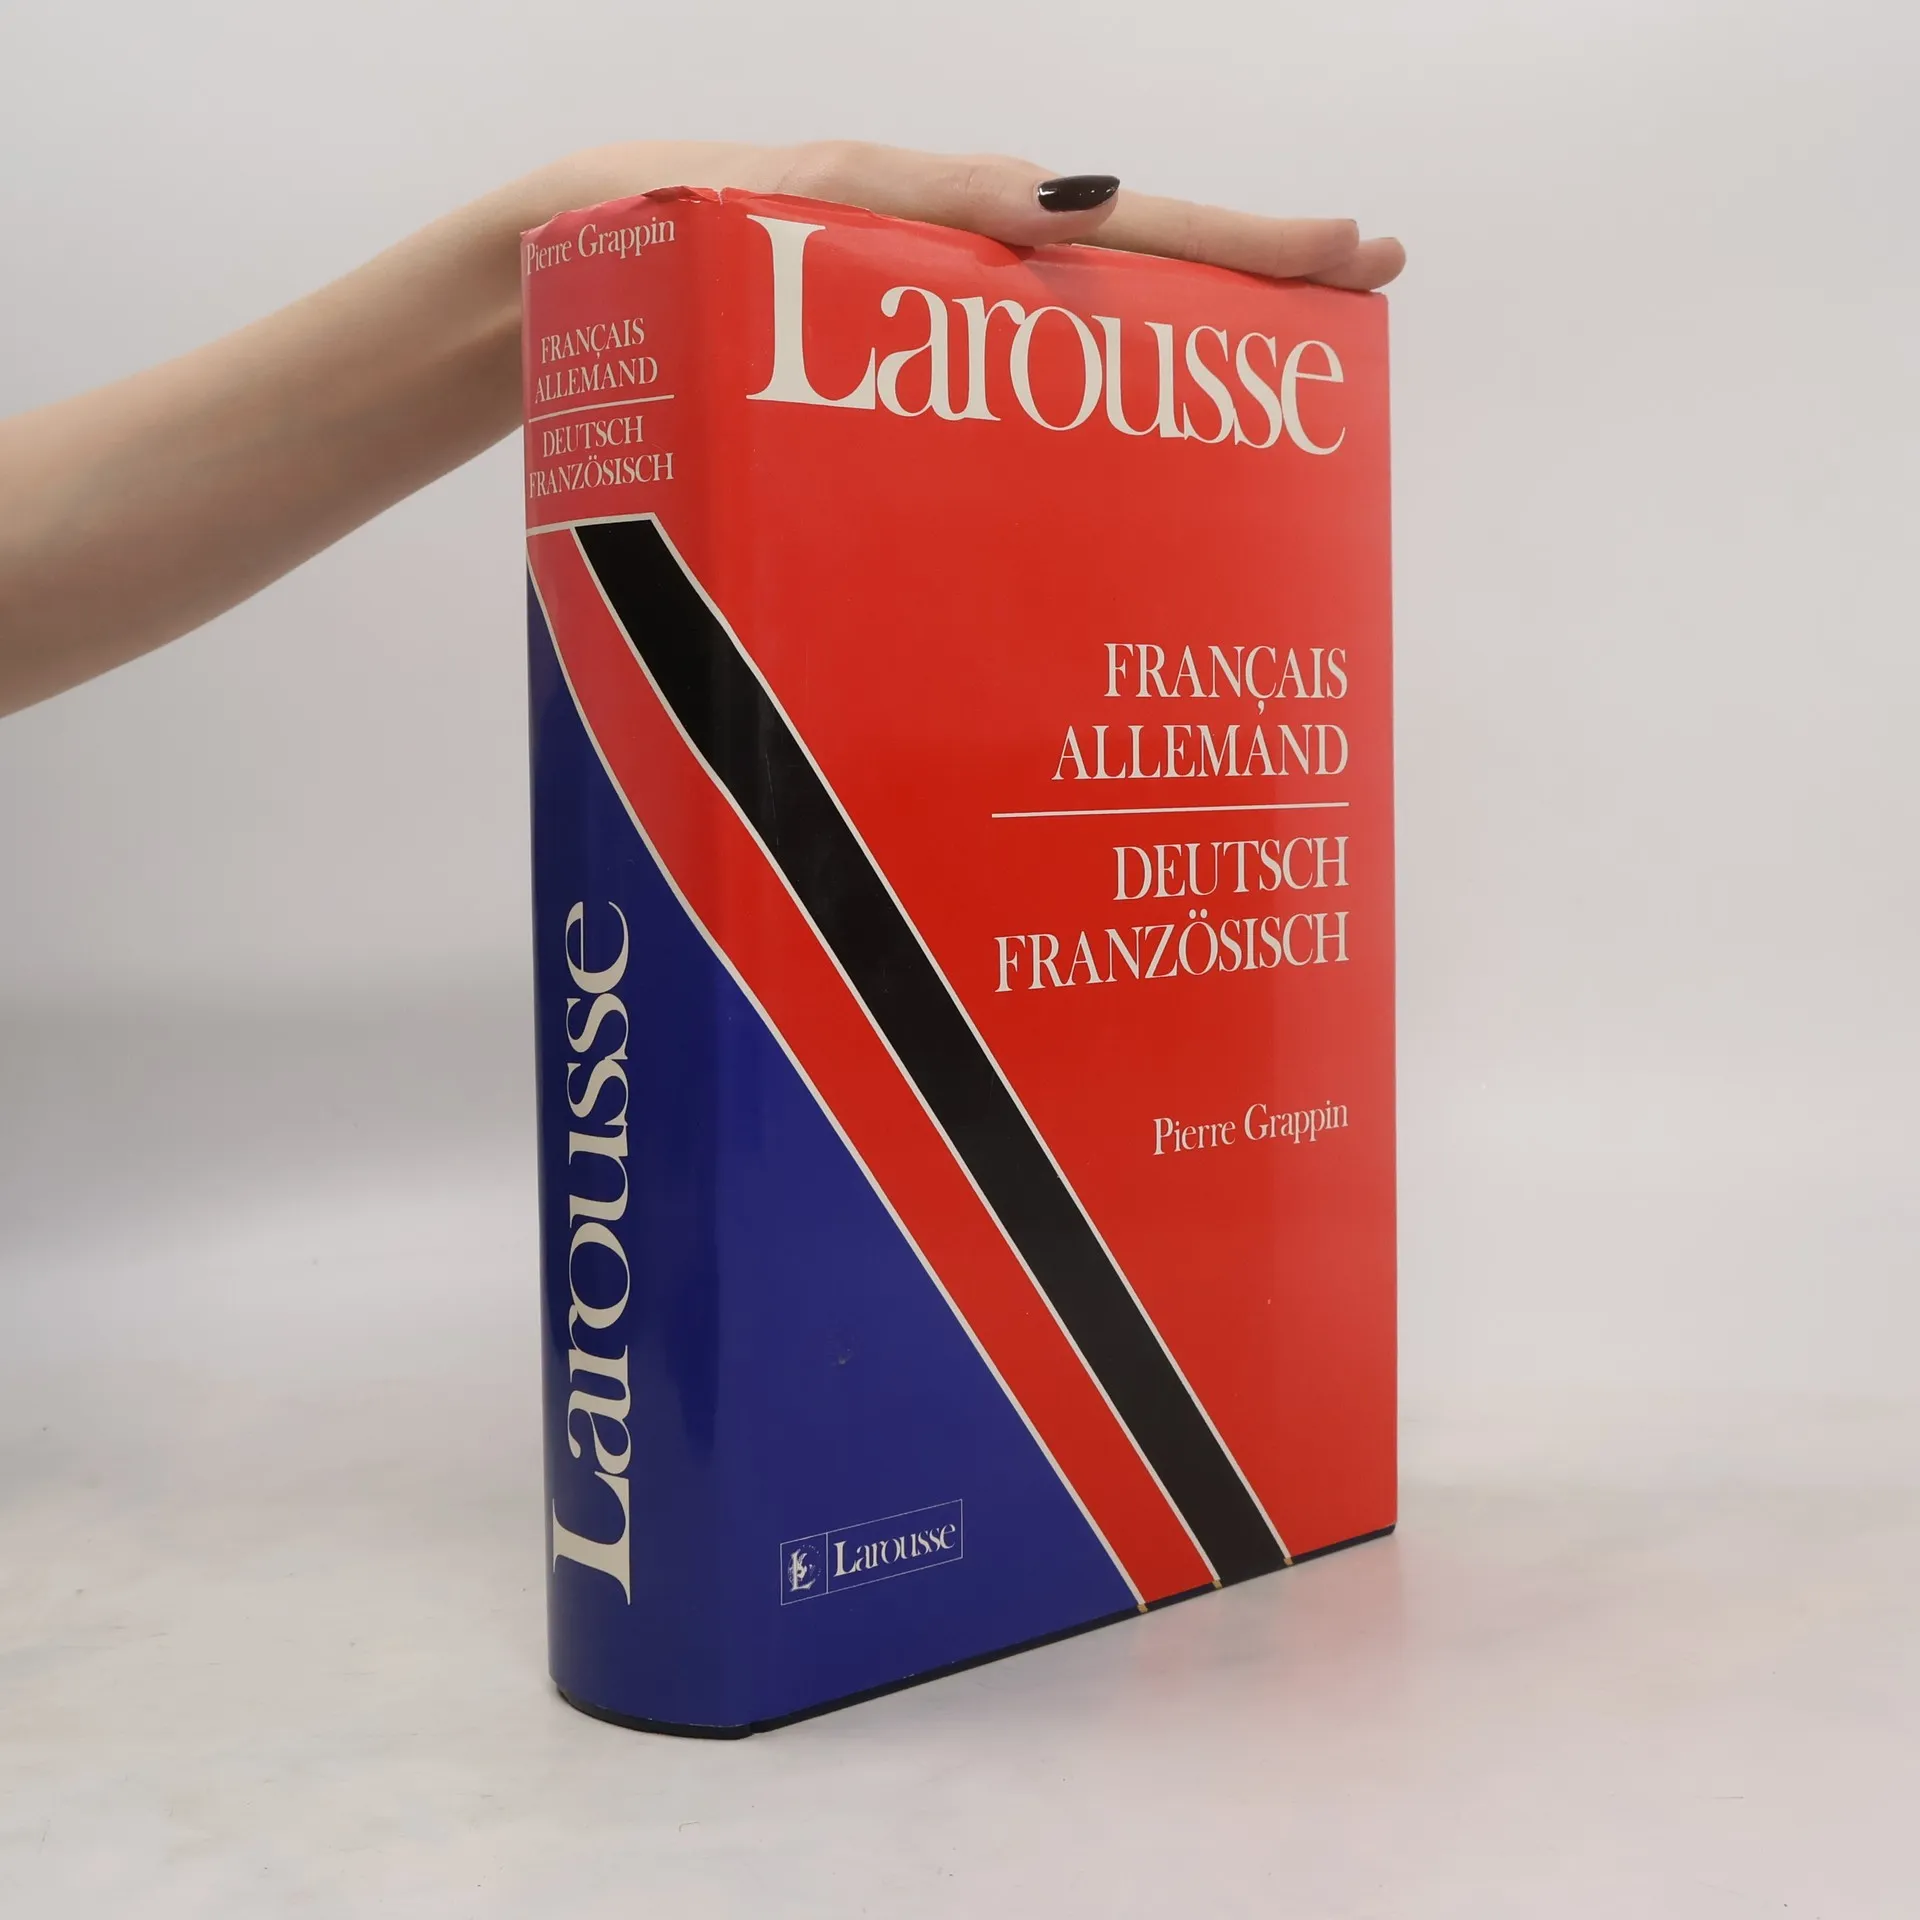 Pierre Grappin
FRANÇAIS
ALLEMAND
DEUTSCH
FRANZÖSISCH
Larousse
Larousse
FRANÇAIS
ALLEMAND
DEUTSCH
FRANZÖSISCH
Pierre Grappin
Larousse